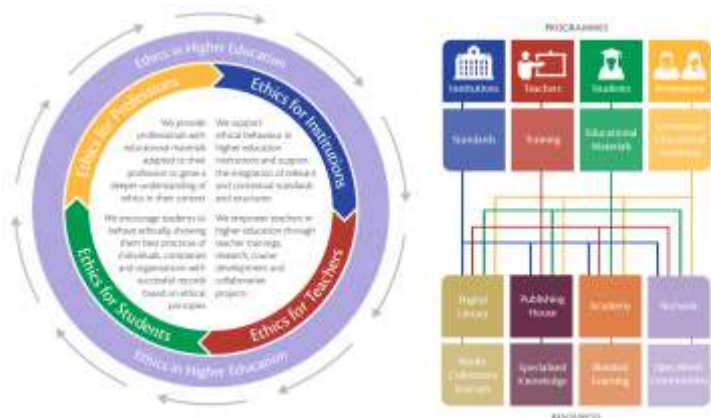 Ethics in Higher Education
Ethics for Professions
Ethics for Institutions
We provide
professionals with
educational materials
adapted to their
profession to grow a
deeper understanding of
ethics in their context
We support
ethical behaviour in
higher education
institutions and support
the integration of relevant
and contextual standards
and structures
We encourage students to
behave ethically, showing
them best practices of
individuals, companies
and organisations with
successful records
based on ethical
principles
We empower teachers in
higher education through
teacher trainings,
research, course
development and
collaborative
projects
Ethics for Students
Ethics for Teachers
Ethics in Higher Education
PROGRAMMES
Institutions
Teachers
Students
Standards
Training
Educational
Materials
Digital
Library
Publishing
House
Academy
Network
Collections
Specialised
Knowledge
Blended
Learning
RESOURCES